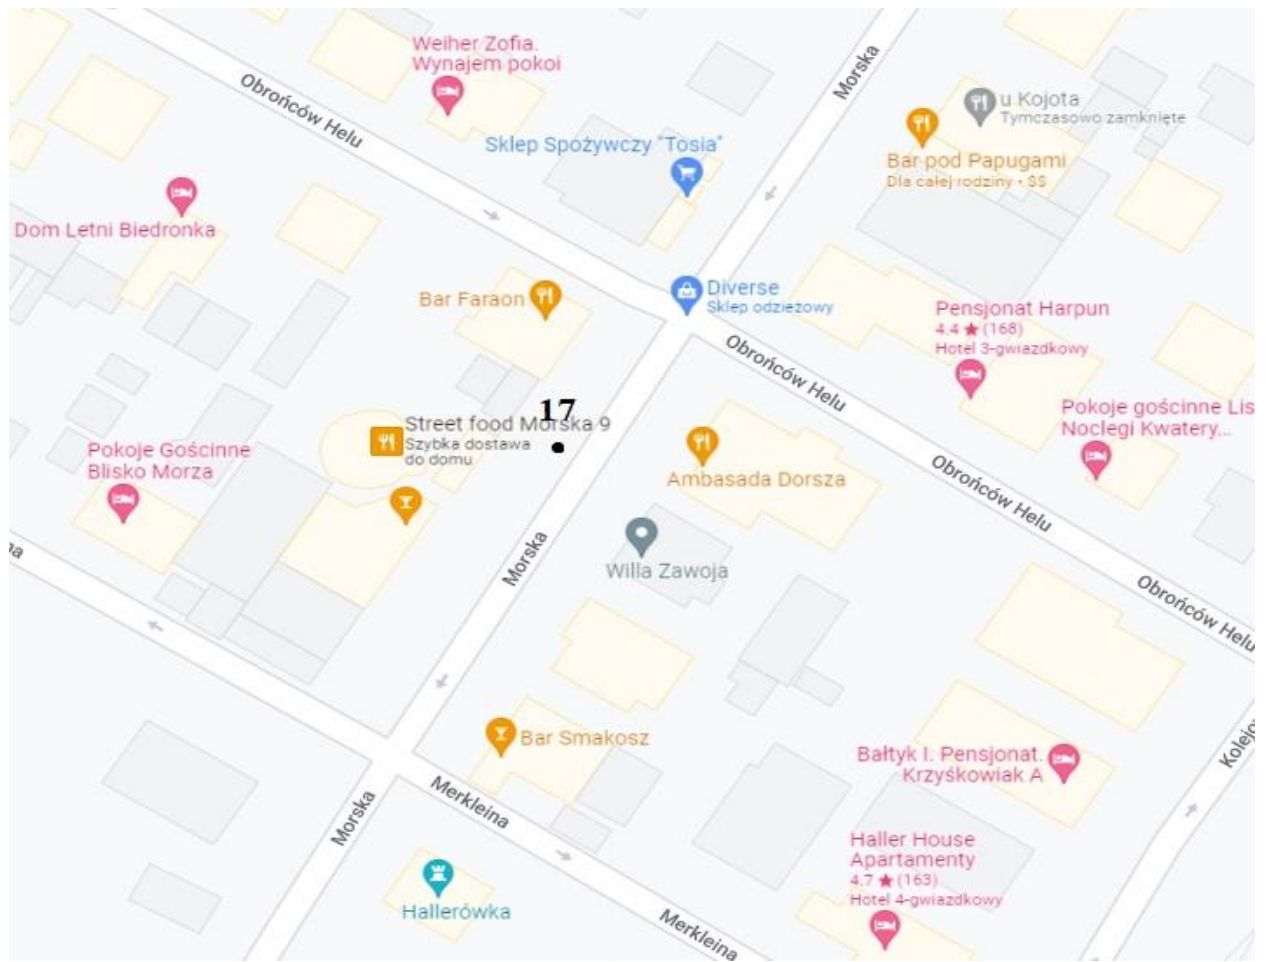 Weiher Zofia.
Wynajem pokoi
Obrońców Helu
Morska
u Kojota
Tymczasowo zamknięte
Sklep Spożywczy "Tosia"
Bar pod Papugami
Dla całej rodziny • $$
Dom Letni Biedronka
Bar Faraon
Diverse
Sklep odzieżowy
Pensjonat Harpun
4.4 ★ (168)
Hotel 3-gwiazdkowy
Obrońców Helu
17
Street food Morska 9
Szybka dostawa
do domu
Pokoje gościnne Lis
Noclegi Kwatery...
Pokoje Gościnne
Blisko Morza
Ambasada Dorsza
Obrońców Helu
na
Morska
Willa Zawoja
Obrońców Helu
Bar Smakosz
Bałtyk I. Pensjonat.
Krzyśkowiak A
Kolejo
Merkleina
Morska
Haller House
Apartamenty
4.7 ★ (163)
Hotel 4-gwiazdkowy
Hallerówka
Merkleina